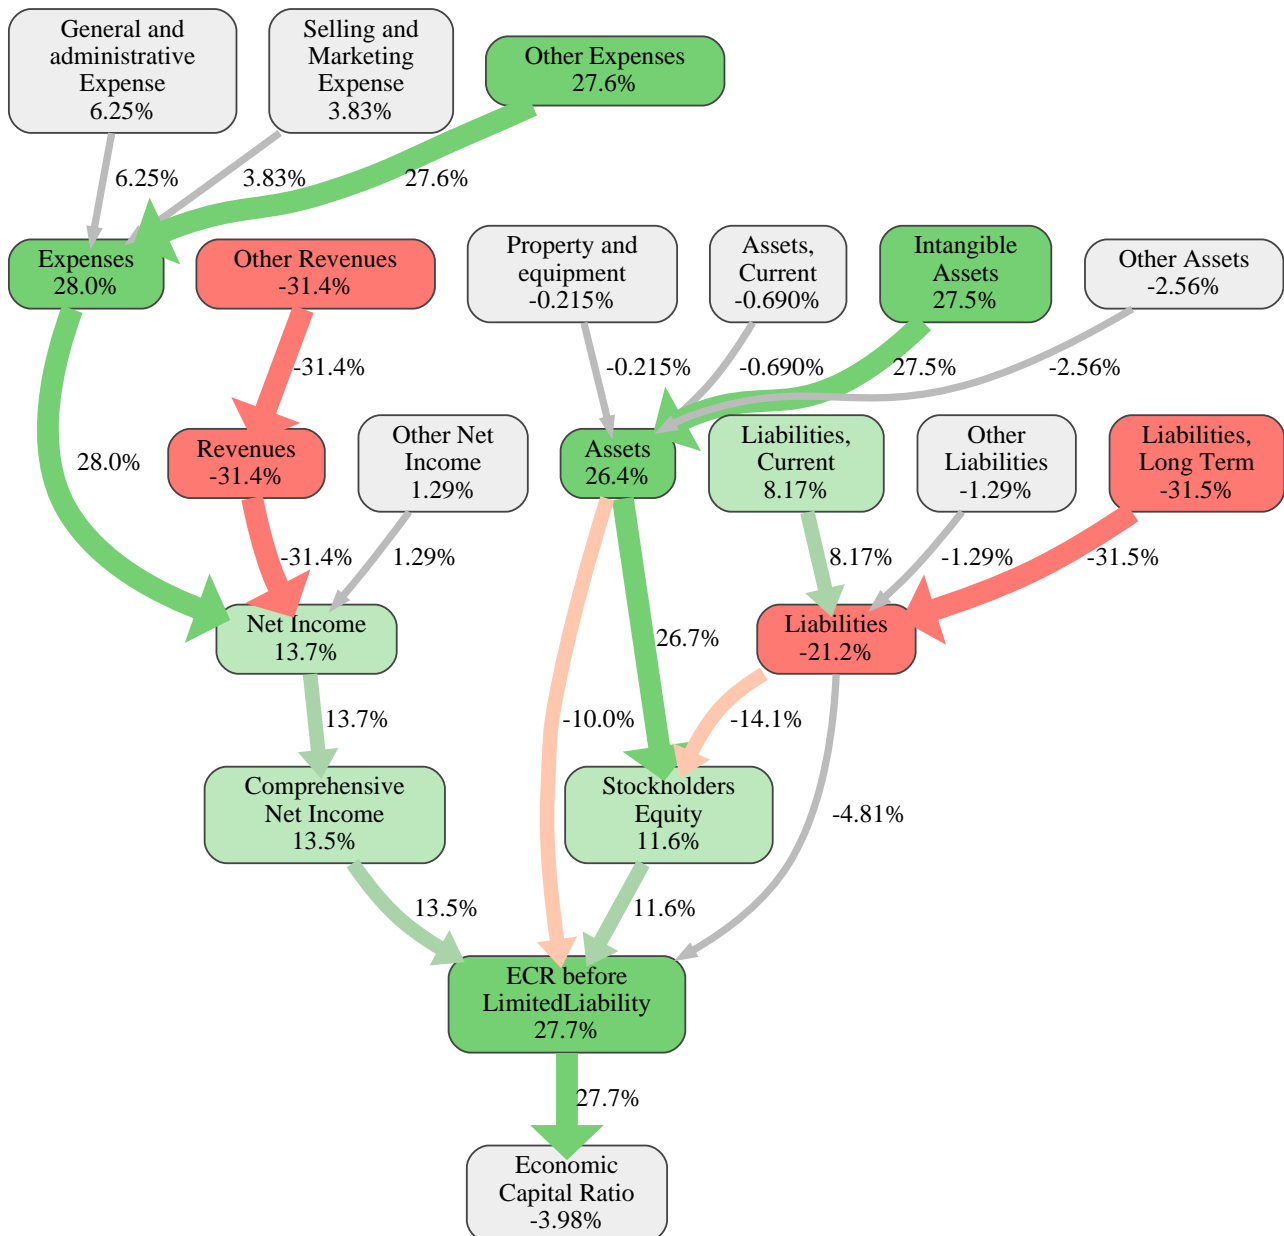 General and
administrative
Expense
6.25%
Selling and
Marketing
Expense
3.83%
Other Expenses
27.6%
6.25%
3.83%
27.6%
Expenses
28.0%
Other Revenues
-31.4%
Property and
equipment
-0.215%
Assets,
Current
-0.690%
Intangible
Assets
27.5%
Other Assets
-2.56%
-31.4%
-0.215%
-0.690%
27.5%
-2.56%
28.0%
Revenues
-31.4%
Other Net
Income
1.29%
Assets
26.4%
Liabilities,
Current
8.17%
Other
Liabilities
-1.29%
Liabilities,
Long Term
-31.5%
-31.4%
1.29%
8.17%
-1.29%
-31.5%
Net Income
13.7%
26.7%
Liabilities
-21.2%
13.7%
-10.0%
-14.1%
Comprehensive
Net Income
13.5%
Stockholders
Equity
11.6%
-4.81%
13.5%
11.6%
ECR before
LimitedLiability
27.7%
27.7%
Economic
Capital Ratio
-3.98%